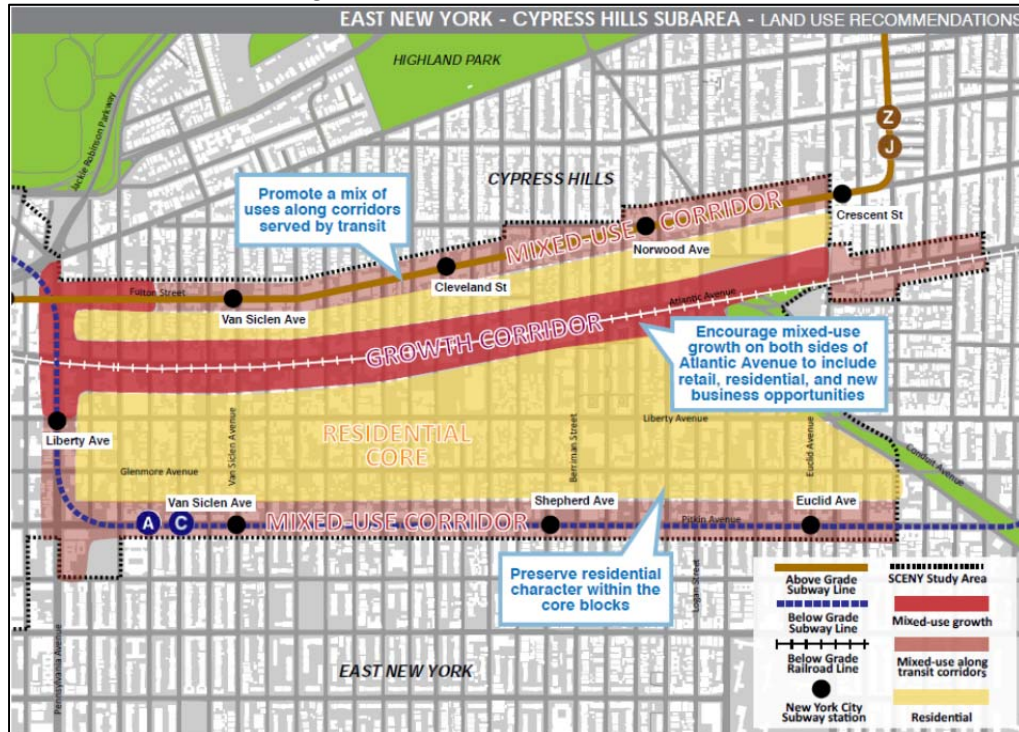 EAST NEW YORK - CYPRESS HILLS SUBAREA - LAND USE RECOMMENDATIONS
HIGHLAND PARK
Jackie Robinson Parkway
Z
J
CYPRESS HILLS
Promote a mix of
uses along corridors
served by transit
MIXED-USE CORRIDOR
Crescent St
Norwood Ave
Cleveland St
Fulton Street
Van Siclen Ave
Atlantic Avenue
GROWTH CORRIDOR
Encourage mixed-use
growth on both sides of
Atlantic Avenue to include
retail, residential, and new
business opportunities
Liberty Ave
Van Siclen Avenue
RESIDENTIAL
CORE
Berriman Street
Liberty Avenue
Euclid Avenue
Conduit Avenue
Glenmore Avenue
Van Siclen Ave
Shepherd Ave
Euclid Ave
A
C
MIXED-USE CORRIDOR
Pitkin Avenue
Preserve residential
character within the
core blocks
Logan Street
Pennsylvania Avenue
EAST NEW YORK
Above Grade
Subway Line
Below Grade
Subway Line
Below Grade
Railroad Line
New York City
Subway station
SCENY Study Area
Mixed-use growth
Mixed-use along
transit corridors
Residential